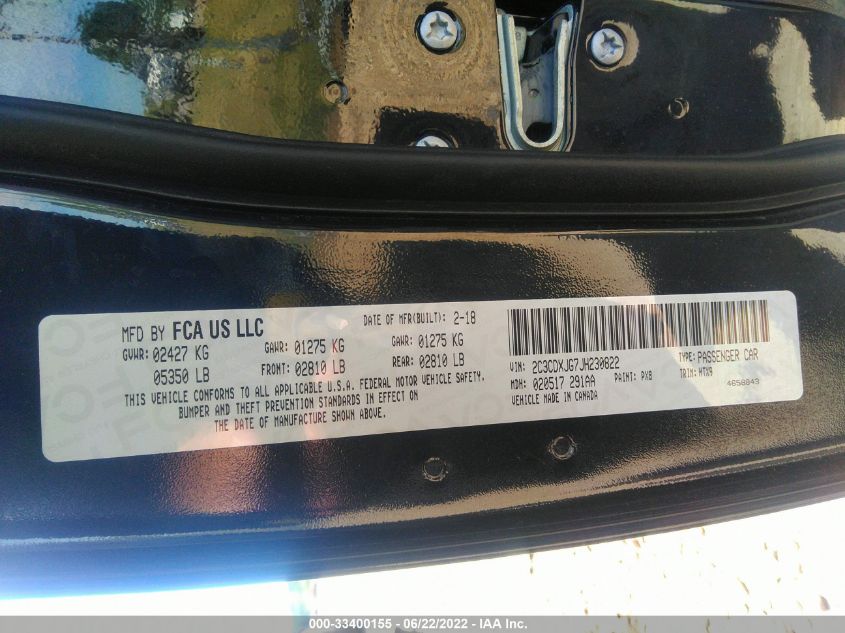 MFD BY FCA US LLC
DATE OF MFR(BUILT): 2-18
GVWR: 02427 KG
GAWR: 01275 KG
GAWR: 01275 KG
05350 LB
FRONT: 02810 LB
REAR: 02810 LB
THIS VEHICLE CONFORMS TO ALL APPLICABLE U.S.A. FEDERAL MOTOR VEHICLE SAFETY,
BUMPER AND THEFT PREVENTION STANDARDS IN EFFECT ON
THE DATE OF MANUFACTURE SHOWN ABOVE.
VIN: 2C3CDXJG7JH230822
TYPE: PASSENGER CAR
MDH: 020517 291AA
PAINT: PX8
TRIM: MTX9
VEHICLE MADE IN CANADA
4656843
000-33400155 - 06/22/2022 - IAA Inc.